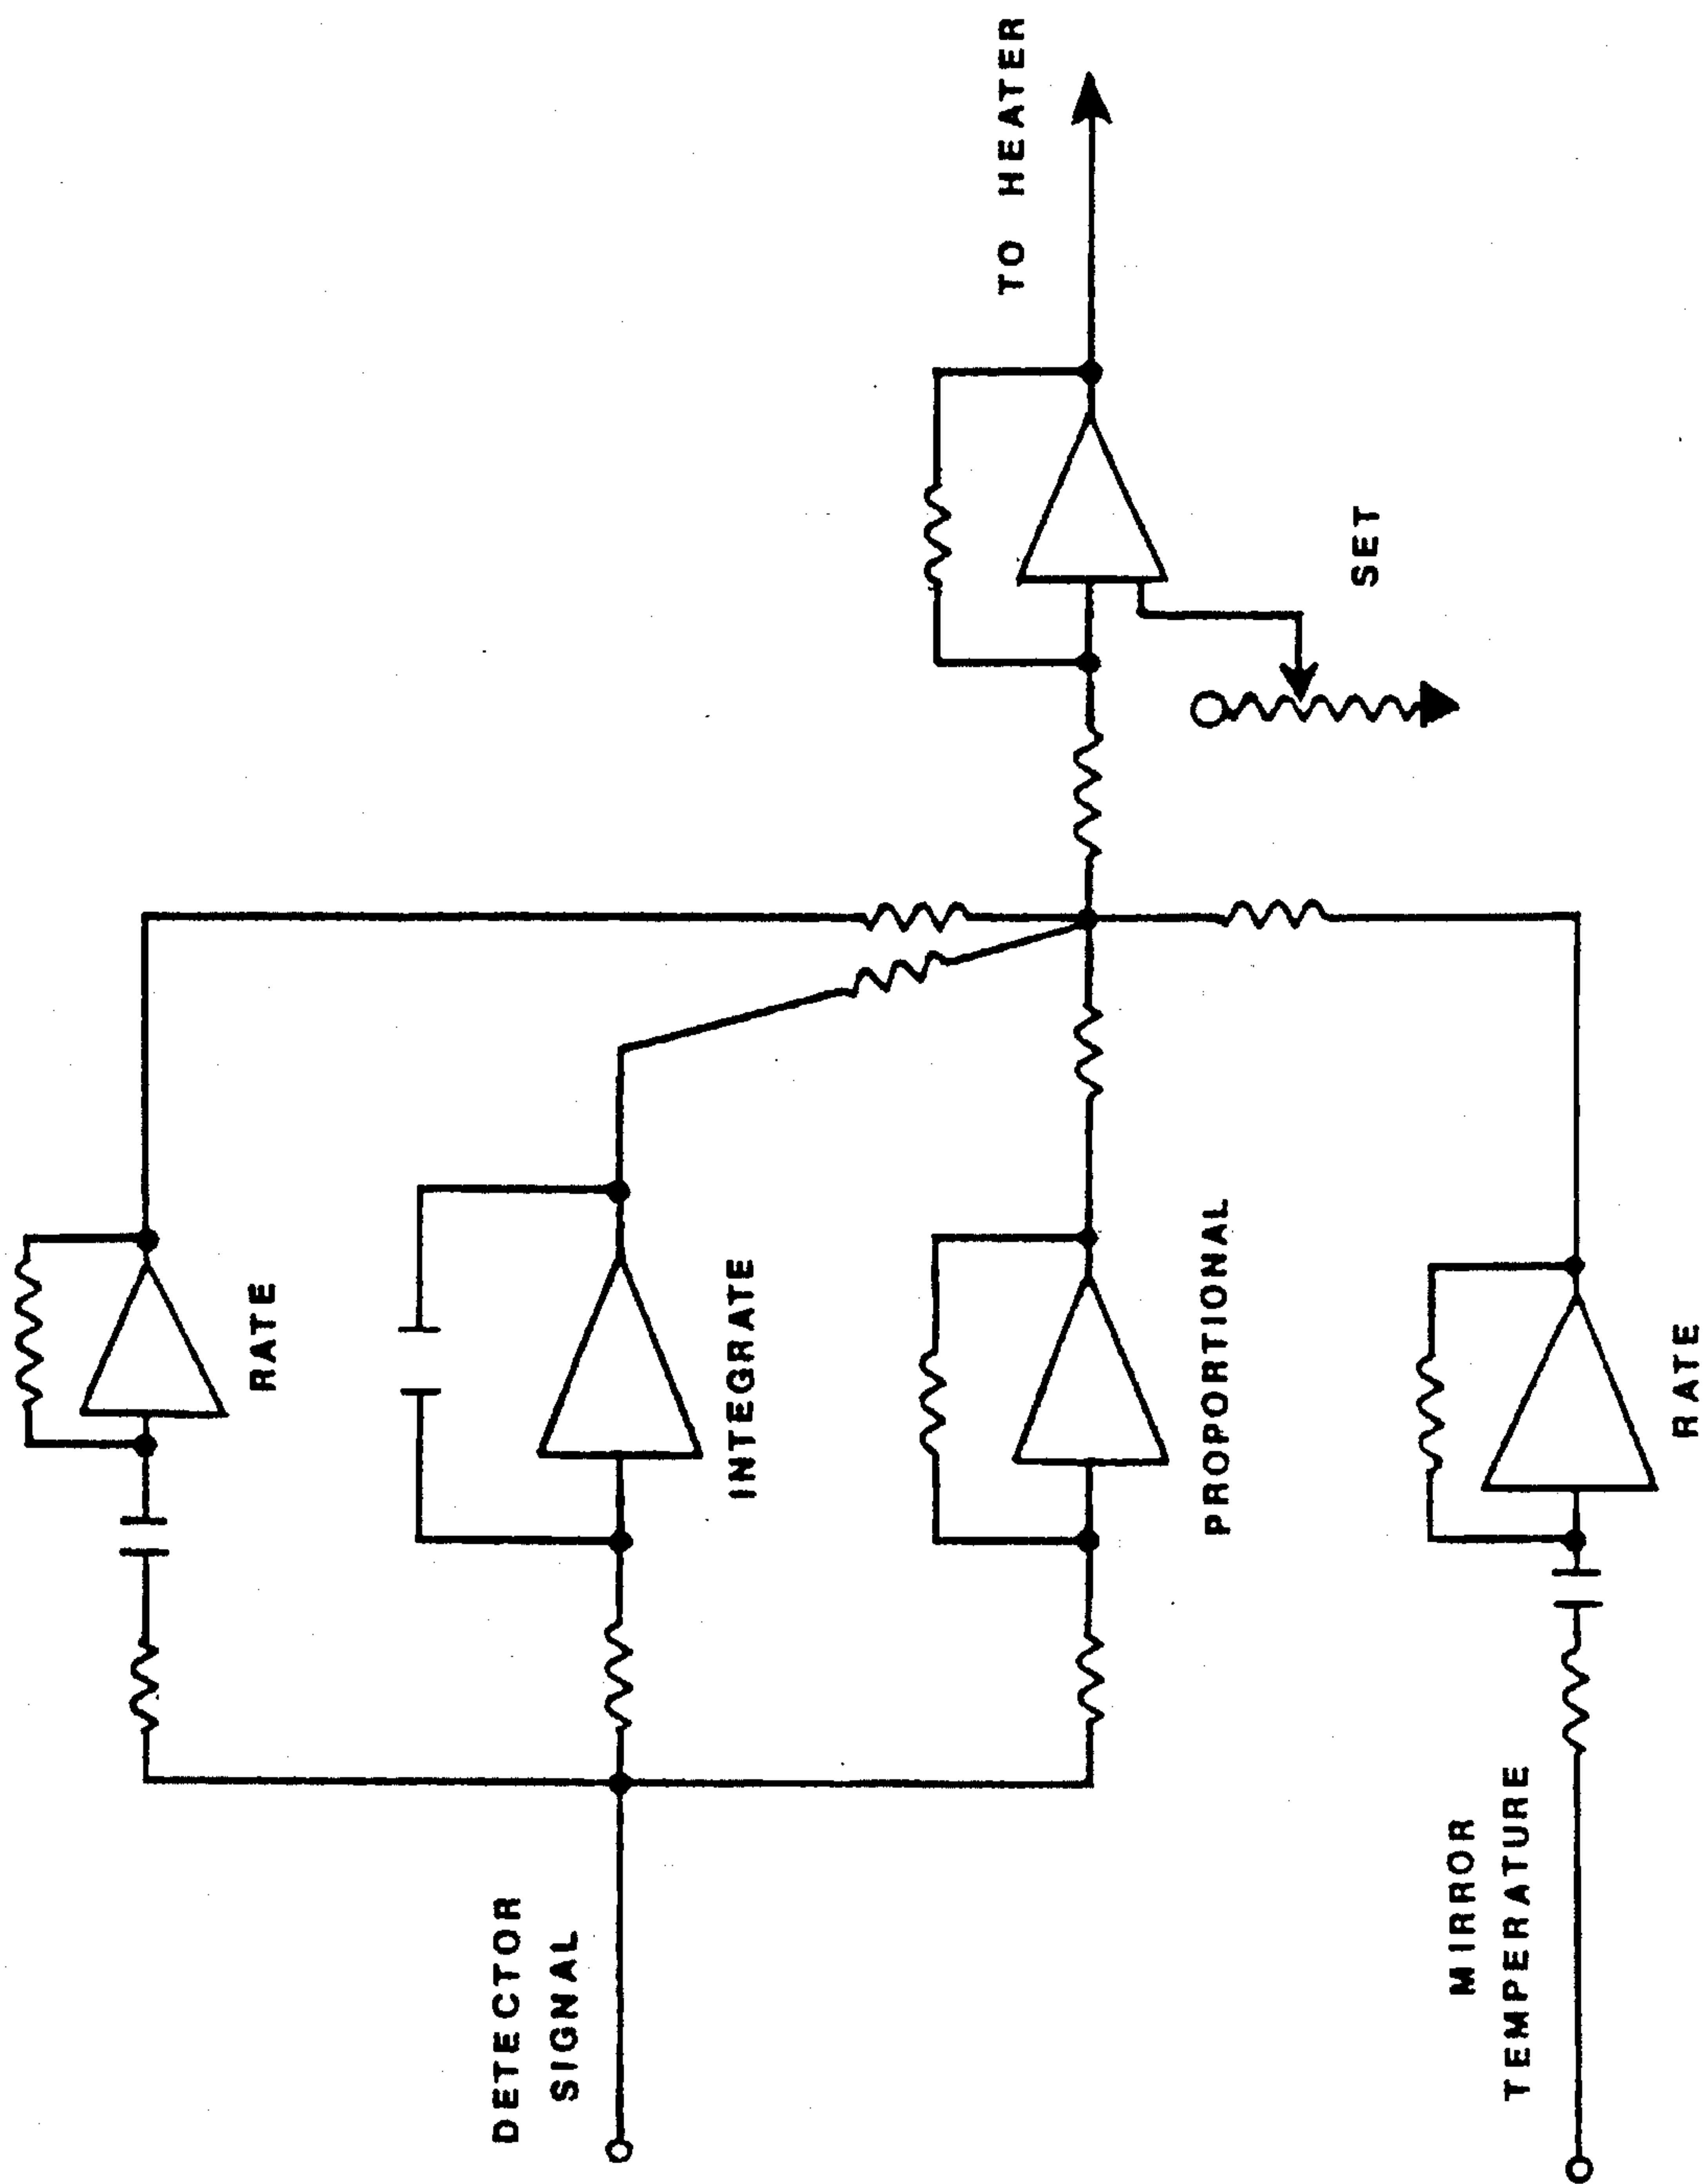 RATE
DETECTOR
SIGNAL
INTEGRATE
TO HEATER
PROPORTIONAL
SET
MIRROR
TEMPERATURE
RATE